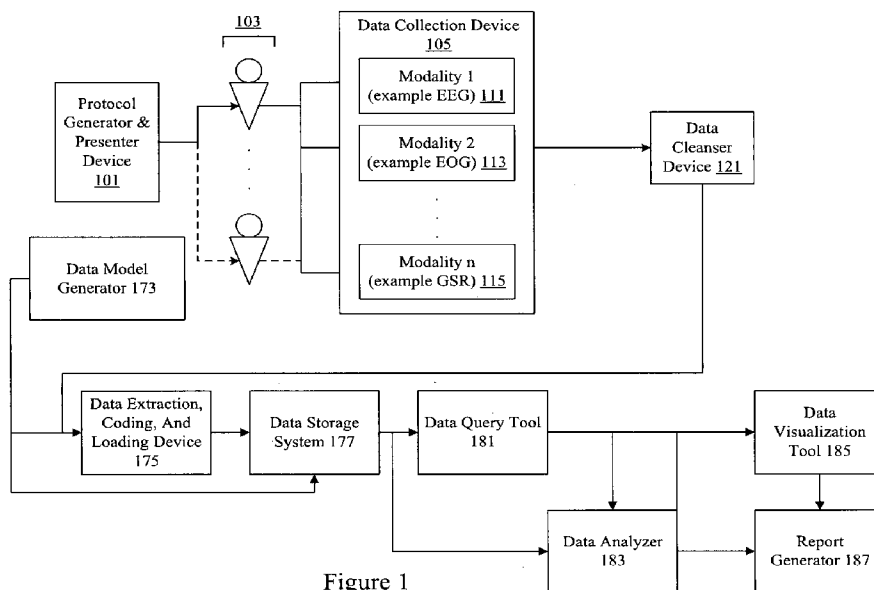 103
Data Collection Device
105
Modality 1
(example EEG) 111
Protocol
Generator &
Presenter
Device
101
Modality 2
(example EOG) 113
Data
Cleanser
Device 121
Modality n
(example GSR) 115
Data Model
Generator 173
Data Extraction,
Coding, And
Loading Device
175
Data Storage
System 177
Data Query Tool
181
Data
Visualization
Tool 185
Data Analyzer
183
Report
Generator 187
Figure 1